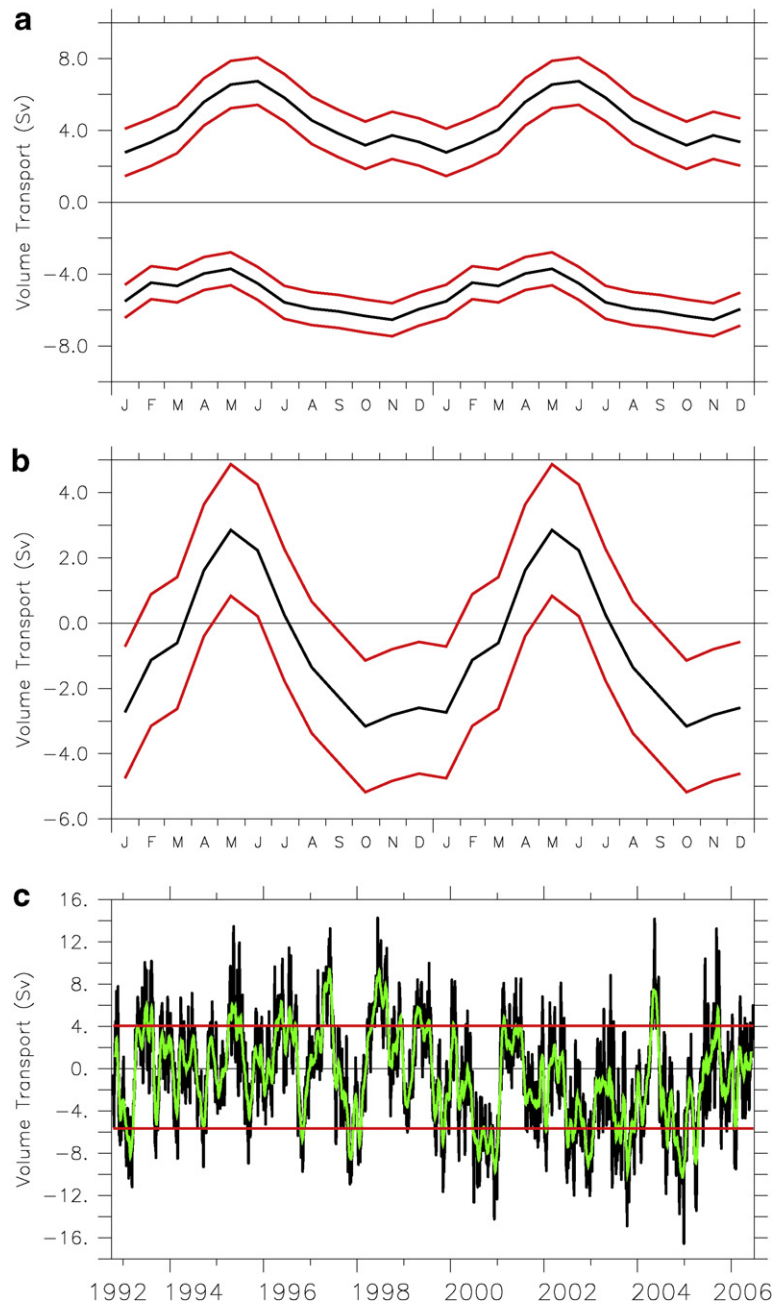 a
8.0
4.0
0.0
-4.0
-8.0
Volume Transport (Sv)
J F M A M J J A S O N D J F M A M J J A S O N D
b
4.0
2.0
0.0
-2.0
-4.0
-6.0
Volume Transport (Sv)
J F M A M J J A S O N D J F M A M J J A S O N D
c
16.
12.
8.
4.
0.
-4.
-8.
-12.
-16.
Volume Transport (Sv)
1992 1994 1996 1998 2000 2002 2004 2006